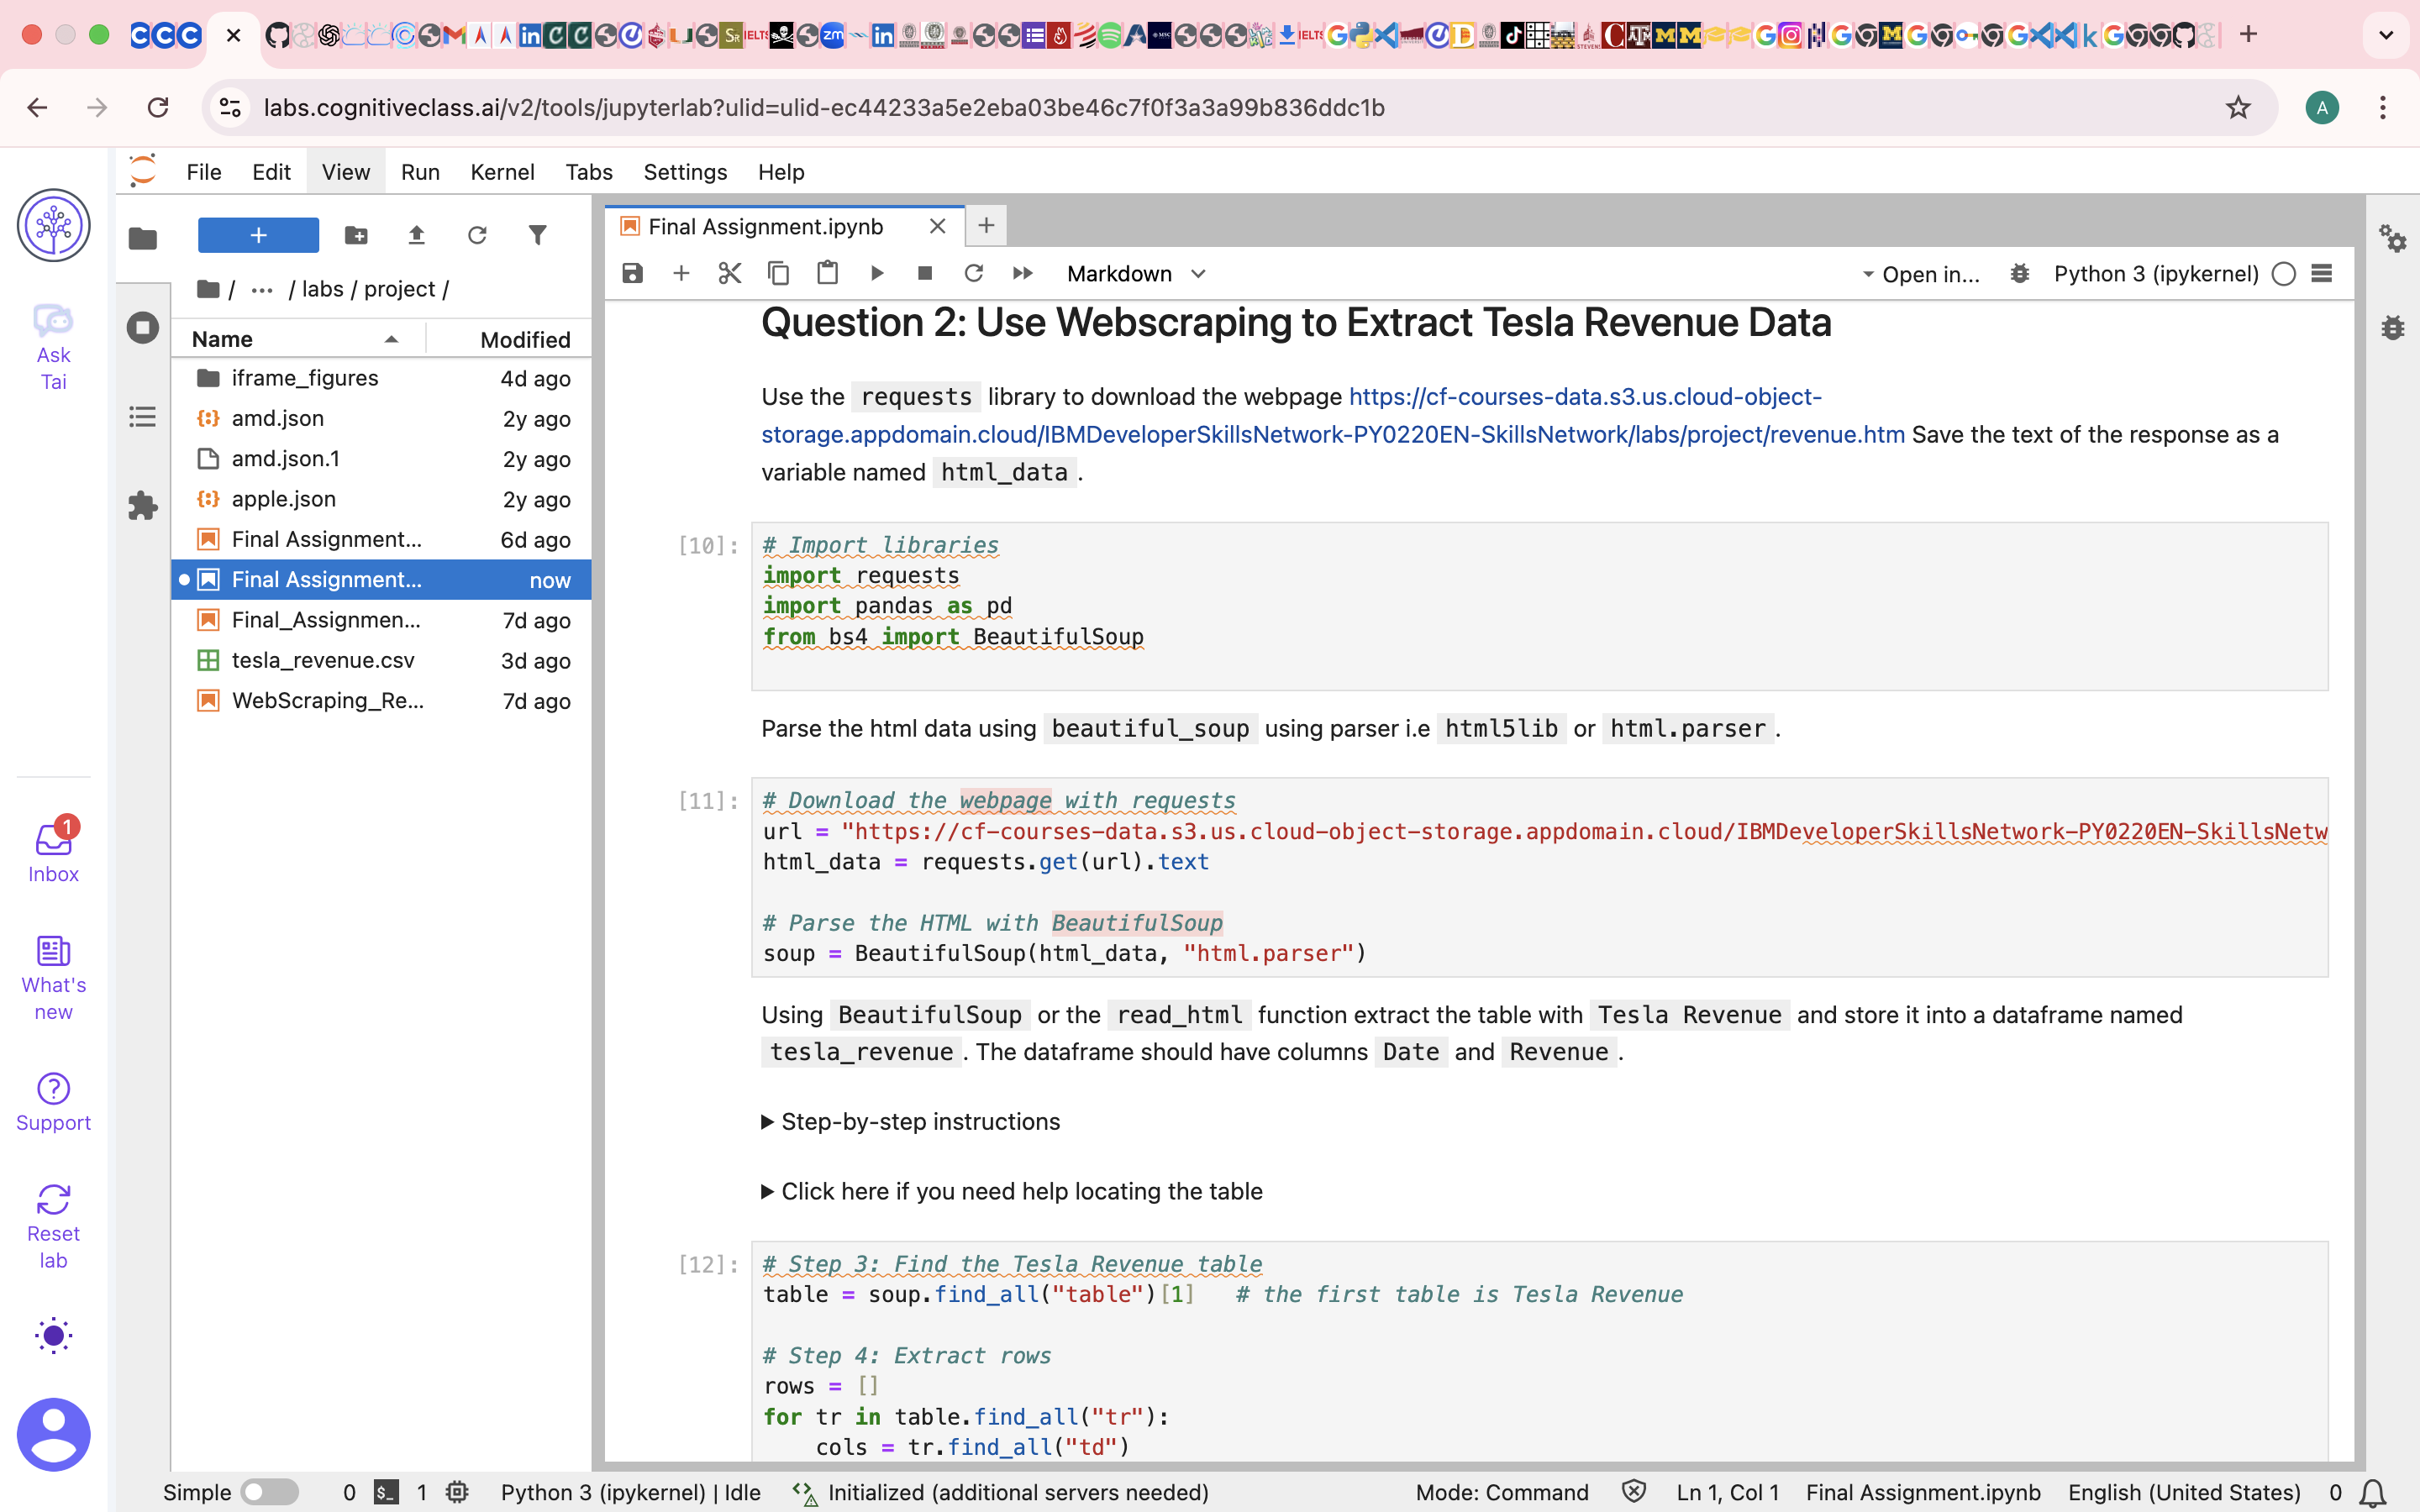 labs.cognitiveclass.ai/v2/tools/jupyterlab?ulid=ulid-ec44233a5e2eba03be46c7f0f3a3a99b836ddc1b
A
File Edit View Run Kernel Tabs Settings Help
Ask
Tai
Inbox
1
What's
new
Support
Reset
lab
/ ... / labs / project /
Name Modified
iframe_figures 4d ago
amd.json 2y ago
amd.json.1 2y ago
apple.json 2y ago
Final Assignment... 6d ago
Final Assignment... now
Final_Assignmen... 7d ago
tesla_revenue.csv 3d ago
WebScraping_Re... 7d ago
Final Assignment.ipynb
Markdown
Open in...
Python 3 (ipykernel)
Question 2: Use Webscraping to Extract Tesla Revenue Data
Use the requests library to download the webpage https://cf-courses-data.s3.us.cloud-object-
storage.appdomain.cloud/IBMDeveloperSkillsNetwork-PY0220EN-SkillsNetwork/labs/project/revenue.htm Save the text of the response as a
variable named html_data .
[10]: # Import libraries
import requests
import pandas as pd
from bs4 import BeautifulSoup
Parse the html data using beautiful_soup using parser i.e html5lib or html.parser .
[11]: # Download the webpage with requests
url = "https://cf-courses-data.s3.us.cloud-object-storage.appdomain.cloud/IBMDeveloperSkillsNetwork-PY0220EN-SkillsNetw
html_data = requests.get(url).text
# Parse the HTML with BeautifulSoup
soup = BeautifulSoup(html_data, "html.parser")
Using BeautifulSoup or the read_html function extract the table with Tesla Revenue and store it into a dataframe named
tesla_revenue . The dataframe should have columns Date and Revenue .
Step-by-step instructions
Click here if you need help locating the table
[12]: # Step 3: Find the Tesla Revenue table
table = soup.find_all("table")[1]   # the first table is Tesla Revenue
# Step 4: Extract rows
rows = []
for tr in table.find_all("tr"):
    cols = tr.find_all("td")
Simple 0 1 Python 3 (ipykernel) | Idle Initialized (additional servers needed) Mode: Command Ln 1, Col 1 Final Assignment.ipynb English (United States) 0